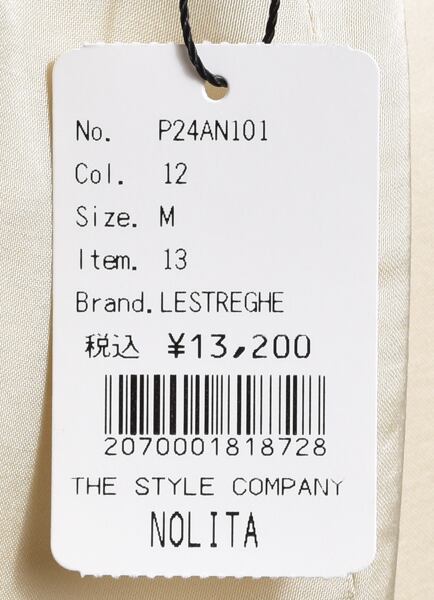 No. P24AN101
Col. 12
Size. M
Item. 13
Brand. LESTREGHE
税込 ¥13,200
2070001818728
THE STYLE COMPANY
NOLITA